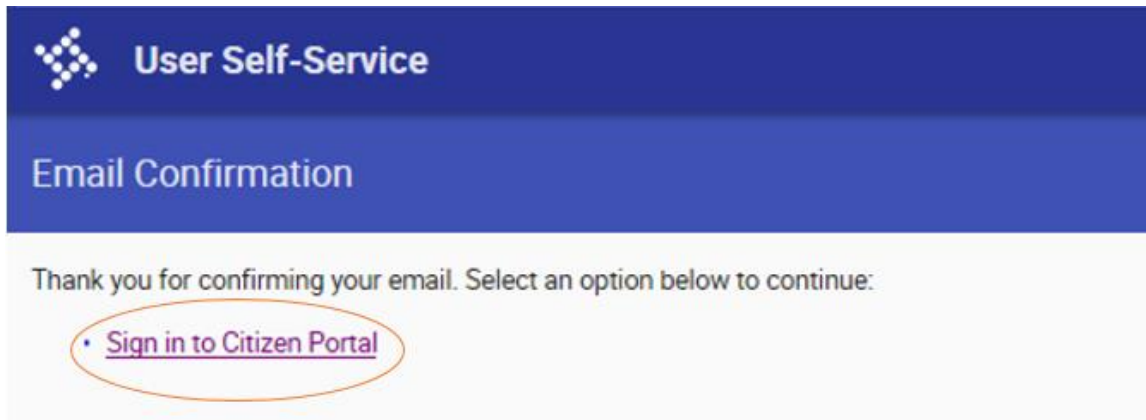 User Self-Service
Email Confirmation
Thank you for confirming your email. Select an option below to continue:
• Sign in to Citizen Portal